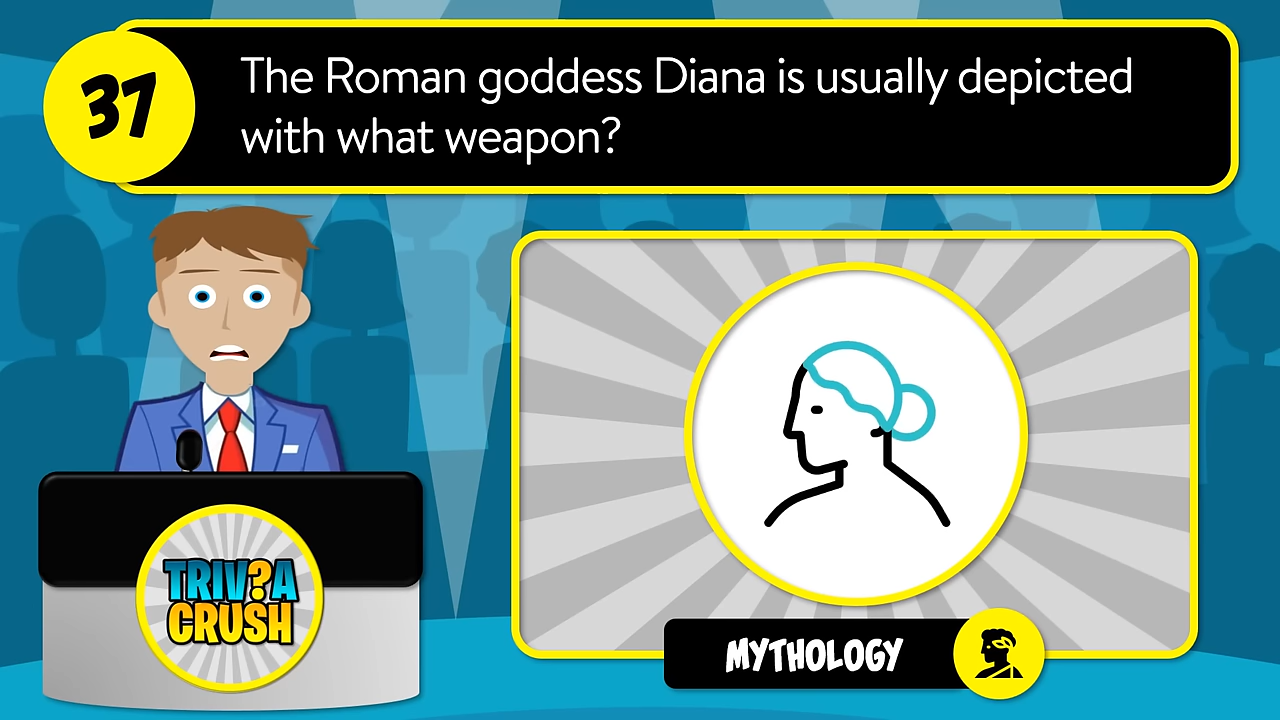 37
The Roman goddess Diana is usually depicted
with what weapon?
TRIV?A
CRUSH
MYTHOLOGY